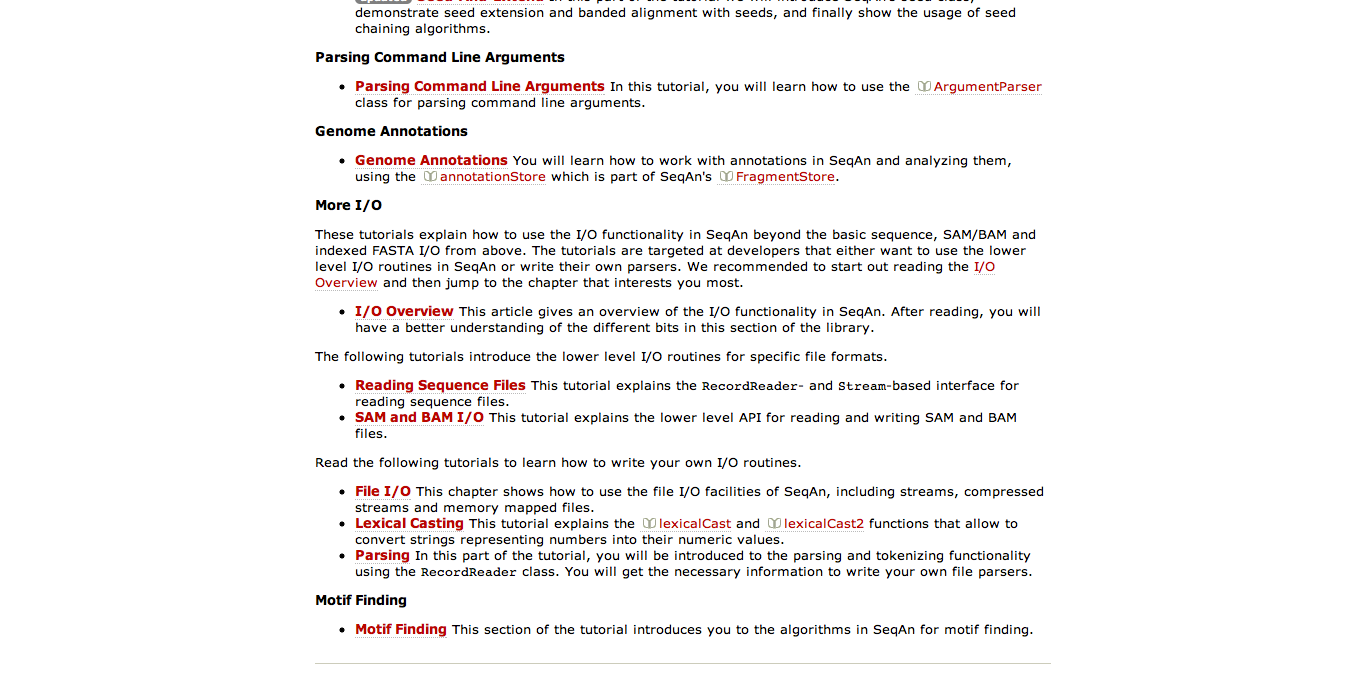 demonstrate seed extension and banded alignment with seeds, and finally show the usage of seed
chaining algorithms.
Parsing Command Line Arguments
• Parsing Command Line Arguments In this tutorial, you will learn how to use the ArgumentParser
class for parsing command line arguments.
Genome Annotations
• Genome Annotations You will learn how to work with annotations in SeqAn and analyzing them,
using the annotationStore which is part of SeqAn's FragmentStore.
More I/O
These tutorials explain how to use the I/O functionality in SeqAn beyond the basic sequence, SAM/BAM and
indexed FASTA I/O from above. The tutorials are targeted at developers that either want to use the lower
level I/O routines in SeqAn or write their own parsers. We recommended to start out reading the I/O
Overview and then jump to the chapter that interests you most.
• I/O Overview This article gives an overview of the I/O functionality in SeqAn. After reading, you will
have a better understanding of the different bits in this section of the library.
The following tutorials introduce the lower level I/O routines for specific file formats.
• Reading Sequence Files This tutorial explains the RecordReader- and Stream-based interface for
reading sequence files.
• SAM and BAM I/O This tutorial explains the lower level API for reading and writing SAM and BAM
files.
Read the following tutorials to learn how to write your own I/O routines.
• File I/O This chapter shows how to use the file I/O facilities of SeqAn, including streams, compressed
streams and memory mapped files.
• Lexical Casting This tutorial explains the lexicalCast and lexicalCast2 functions that allow to
convert strings representing numbers into their numeric values.
• Parsing In this part of the tutorial, you will be introduced to the parsing and tokenizing functionality
using the RecordReader class. You will get the necessary information to write your own file parsers.
Motif Finding
• Motif Finding This section of the tutorial introduces you to the algorithms in SeqAn for motif finding.